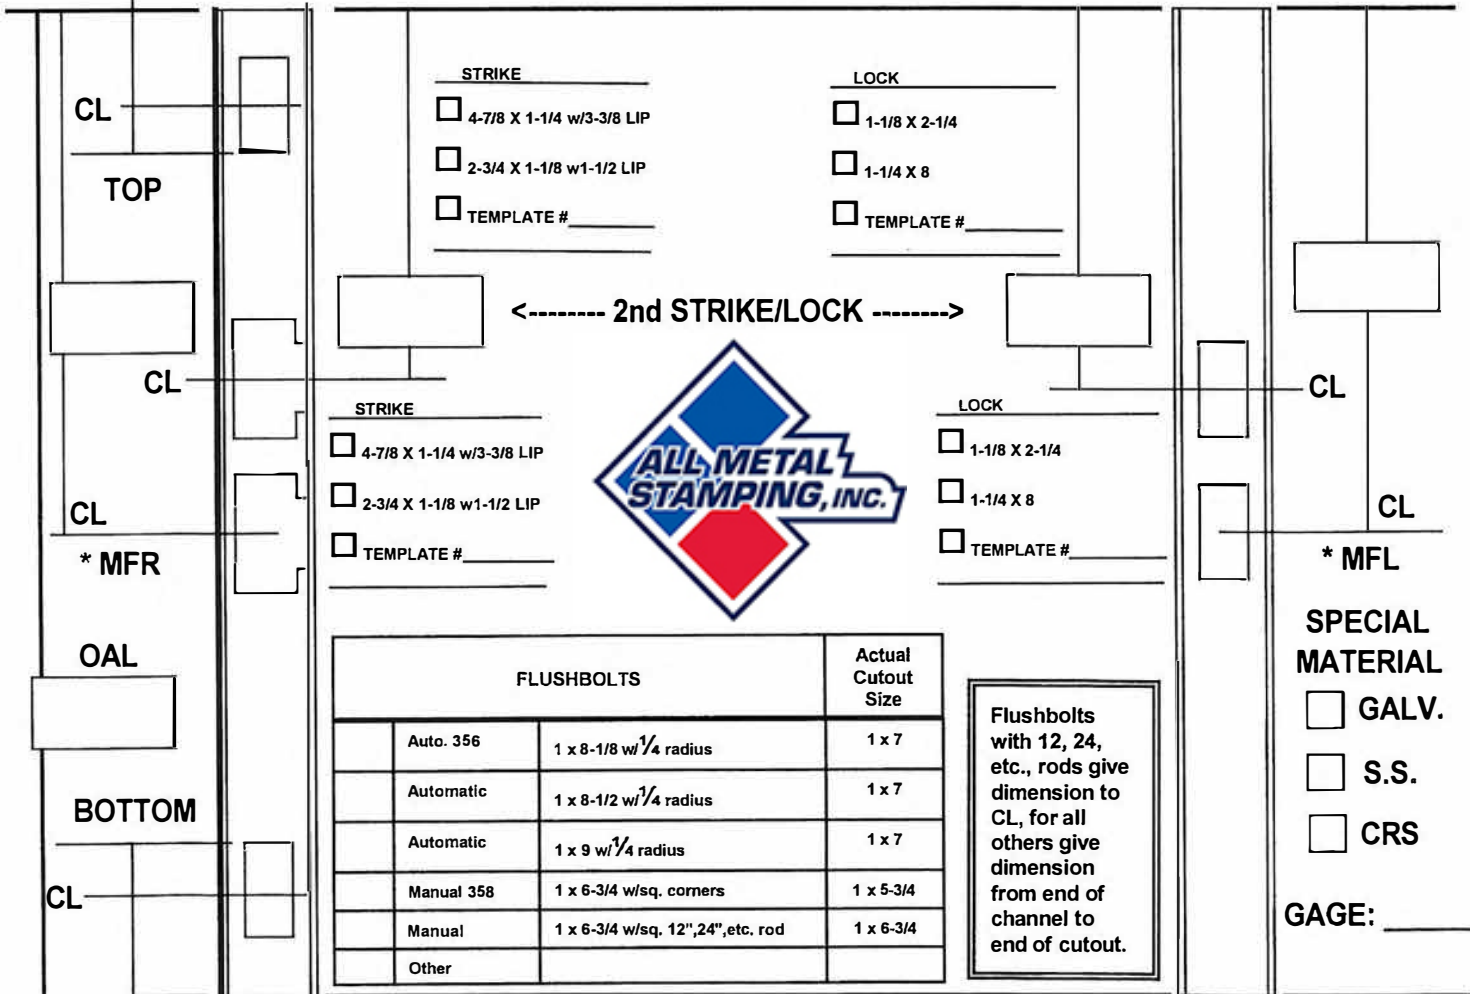 STRIKE
4-7/8 X 1-1/4 w/3-3/8 LIP
2-3/4 X 1-1/8 w1-1/2 LIP
TEMPLATE #
LOCK
1-1/8 X 2-1/4
1-1/4 X 8
TEMPLATE #
CL
TOP
<-------- 2nd STRIKE/LOCK -------->
CL
CL
STRIKE
4-7/8 X 1-1/4 w/3-3/8 LIP
2-3/4 X 1-1/8 w1-1/2 LIP
TEMPLATE #
ALL METAL
STAMPING, INC.
LOCK
1-1/8 X 2-1/4
1-1/4 X 8
TEMPLATE #
CL
* MFR
CL
* MFL
OAL
BOTTOM
CL
FLUSHBOLTS
Actual
Cutout
Size
Auto. 356 1 x 8-1/8 w/1/4 radius 1 x 7
Automatic 1 x 8-1/2 w/1/4 radius 1 x 7
Automatic 1 x 9 w/1/4 radius 1 x 7
Manual 358 1 x 6-3/4 w/sq. corners 1 x 5-3/4
Manual 1 x 6-3/4 w/sq. 12",24",etc. rod 1 x 6-3/4
Other
Flushbolts
with 12, 24,
etc., rods give
dimension to
CL, for all
others give
dimension
from end of
channel to
end of cutout.
SPECIAL
MATERIAL
GALV.
S.S.
CRS
GAGE: